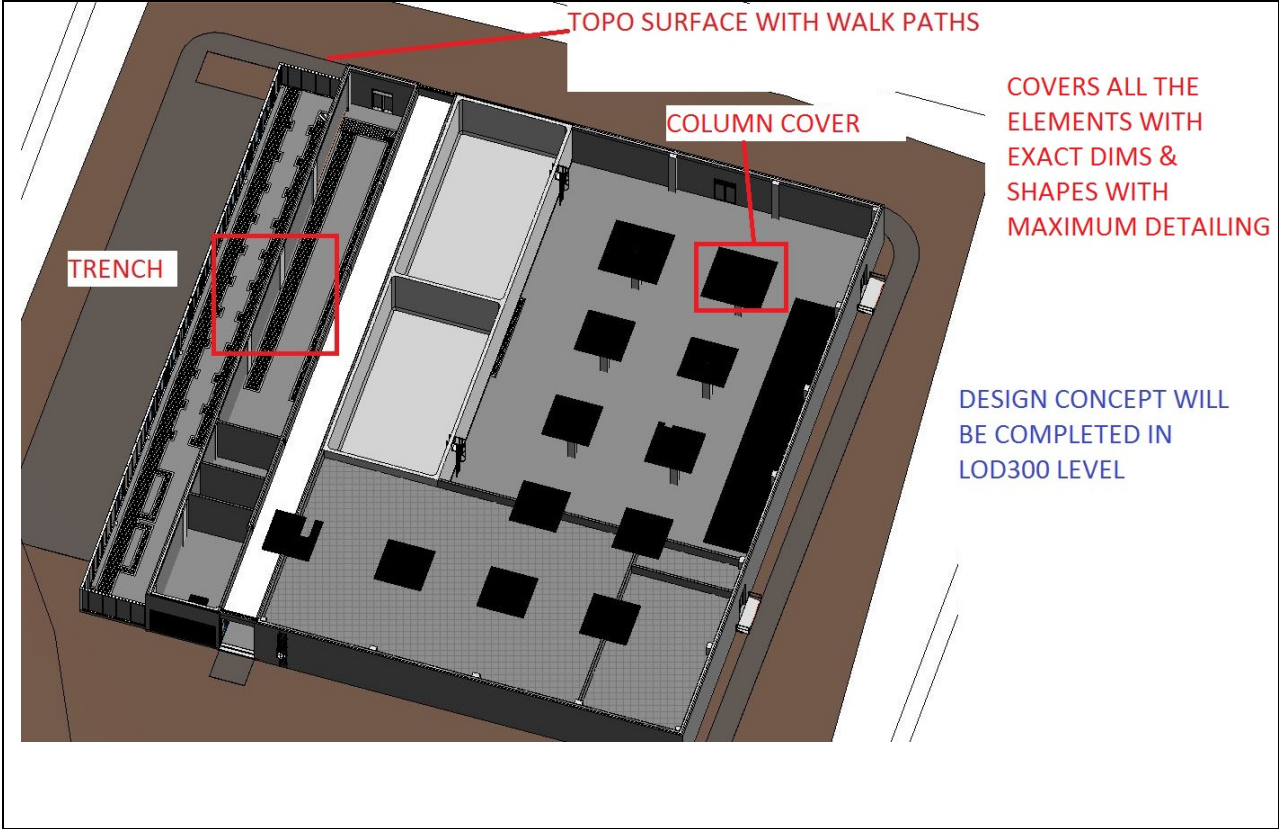 TOPO SURFACE WITH WALK PATHS
COVERS ALL THE
ELEMENTS WITH
EXACT DIMS &
SHAPES WITH
MAXIMUM DETAILING
COLUMN COVER
TRENCH
DESIGN CONCEPT WILL
BE COMPLETED IN
LOD300 LEVEL